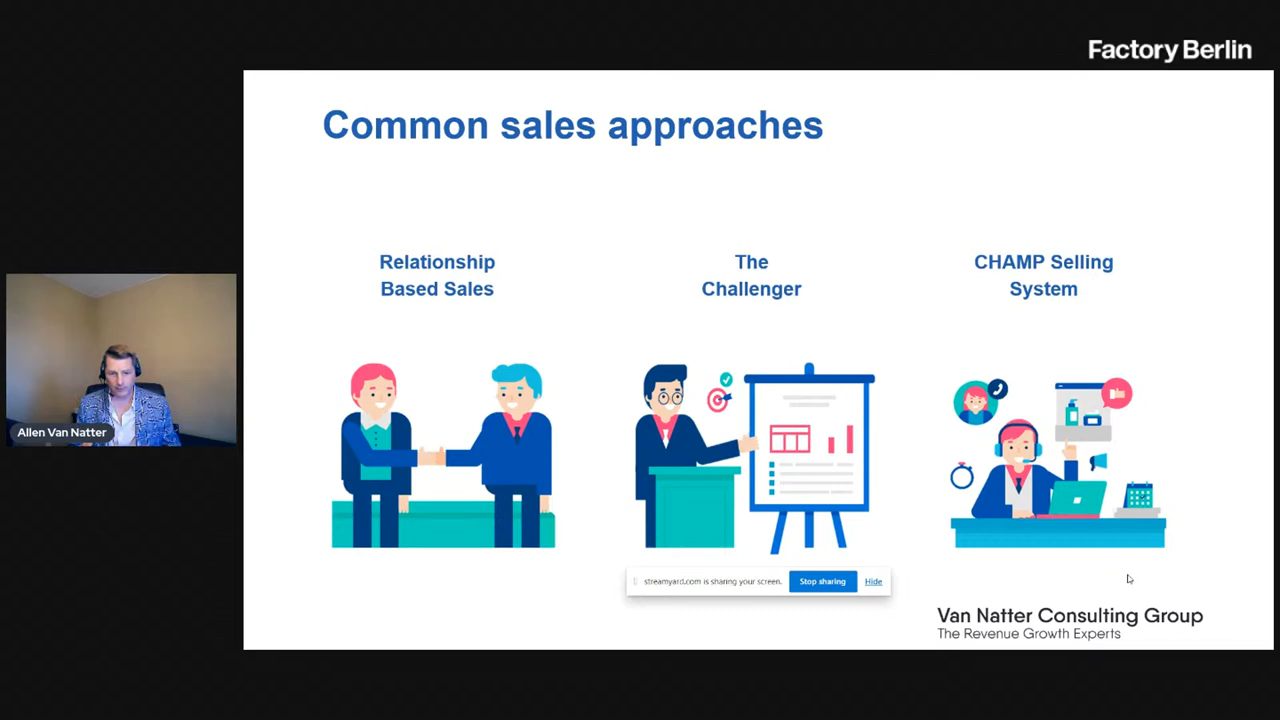 Factory Berlin
Common sales approaches
Relationship
Based Sales
The
Challenger
CHAMP Selling
System
Allen Van Natter
streamyard.com is sharing your screen.
Stop sharing
Hide
Van Natter Consulting Group
The Revenue Growth Experts